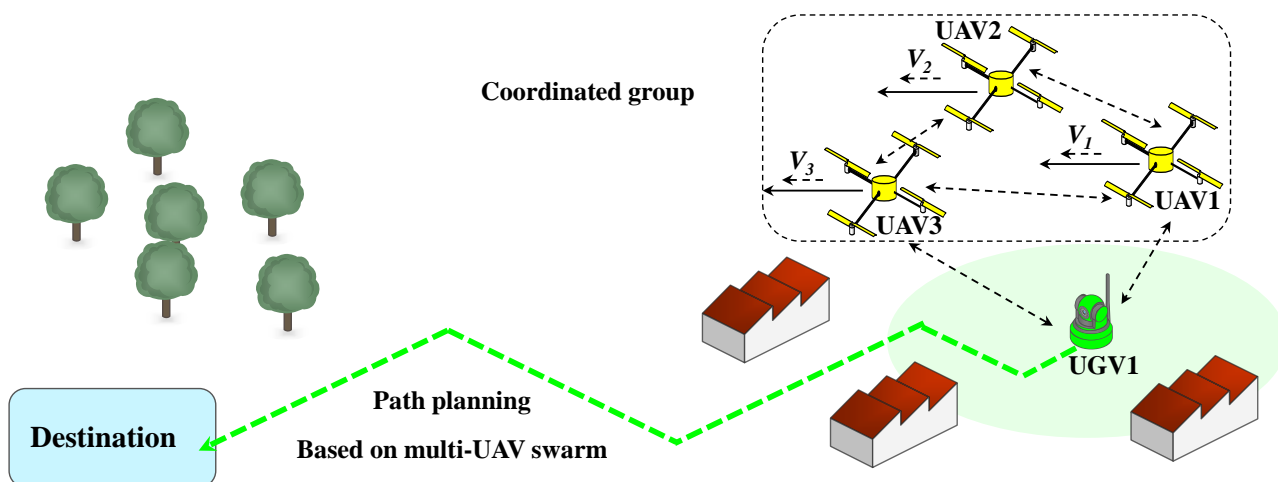 UAV2
V2
Coordinated group
V1
V3
UAV1
UAV3
UGV1
Path planning
Destination
Based on multi-UAV swarm